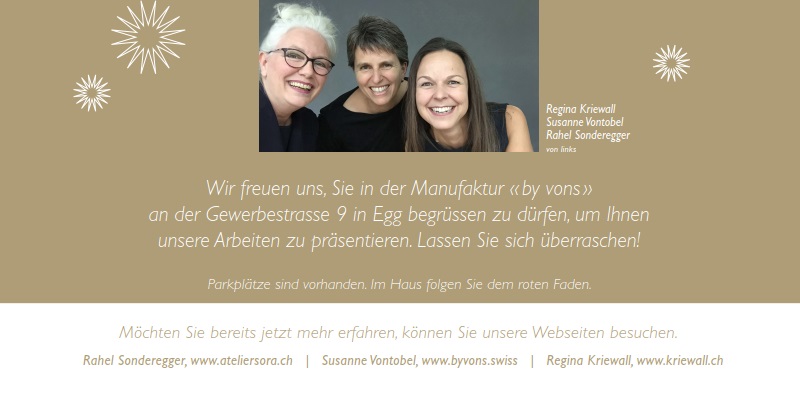 Regina Kriewall
Susanne Vontobel
Rahel Sonderegger
von links
Wir freuen uns, Sie in der Manufaktur «by vons»
an der Gewerbestrasse 9 in Egg begrüssen zu dürfen, um Ihnen
unsere Arbeiten zu präsentieren. Lassen Sie sich überraschen!
Parkplätze sind vorhanden. Im Haus folgen Sie dem roten Faden.
Möchten Sie bereits jetzt mehr erfahren, können Sie unsere Webseiten besuchen.
Rahel Sonderegger, www.ateliersora.ch | Susanne Vontobel, www.byvons.swiss | Regina Kriewall, www.kriewall.ch